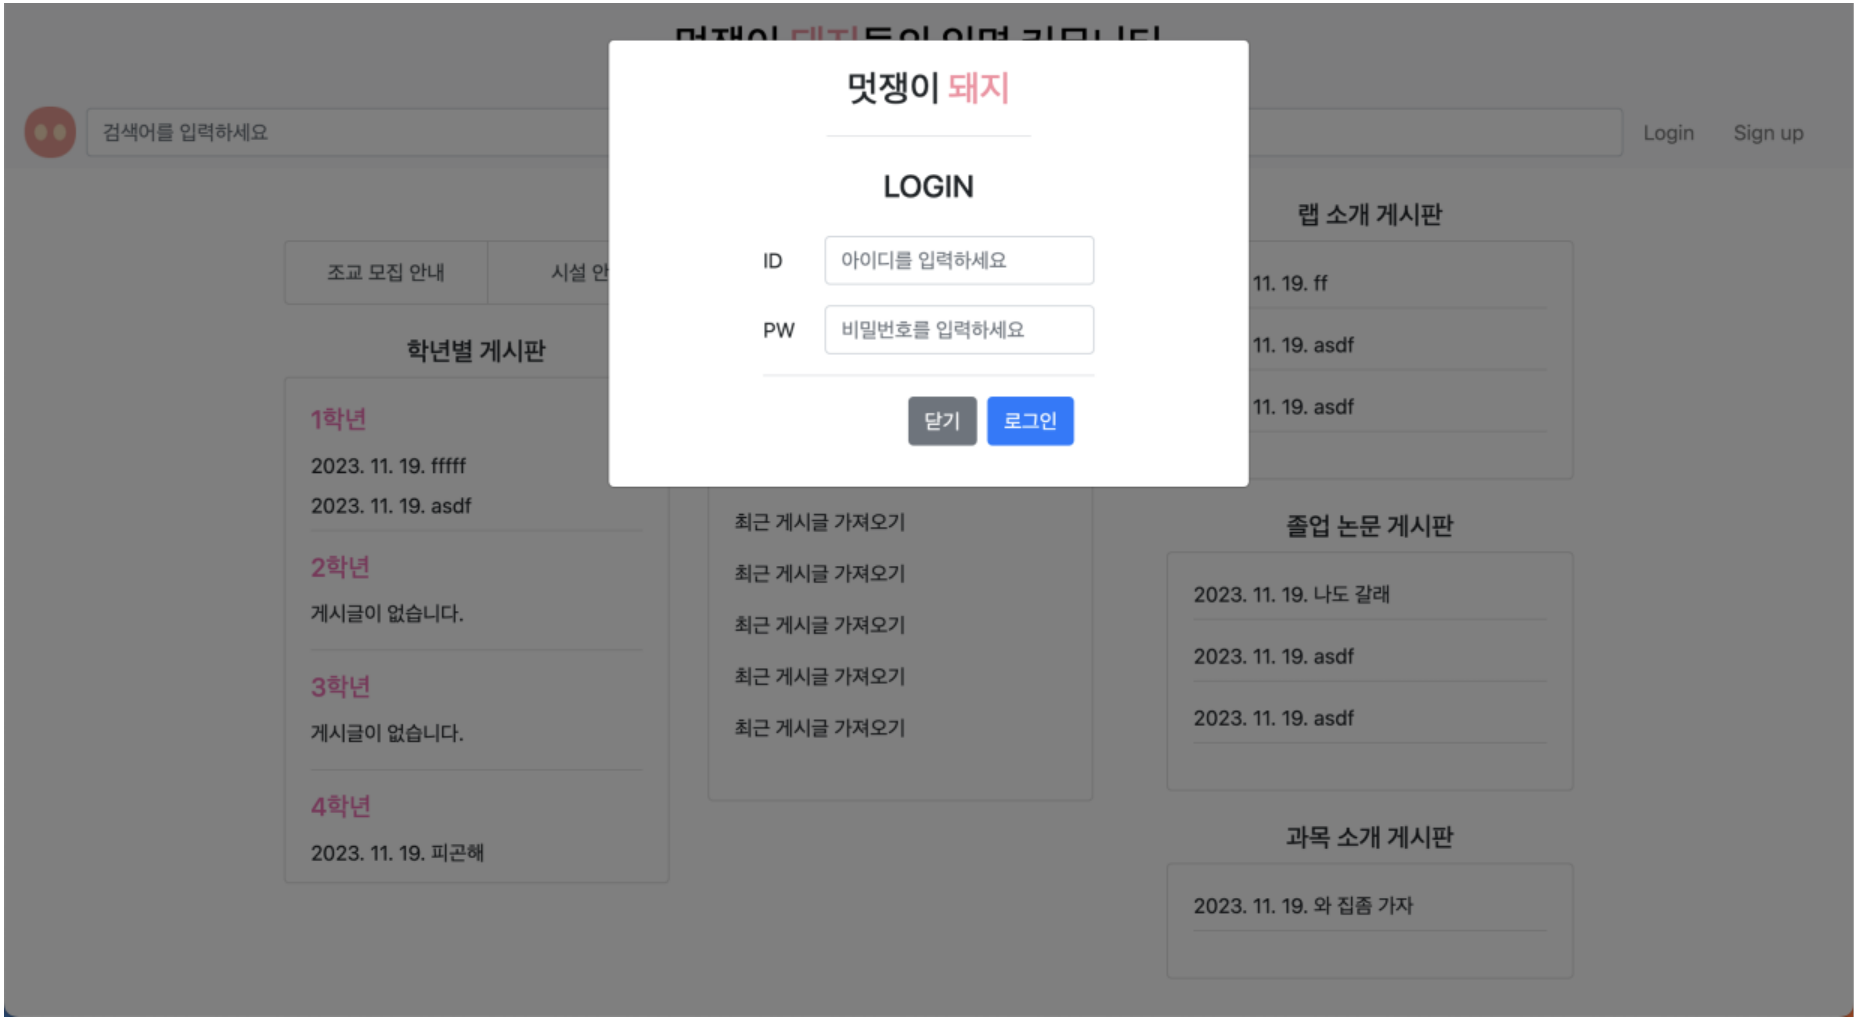 멋쟁이 돼지
검색어를 입력하세요
Login
Sign up
LOGIN
ID
아이디를 입력하세요
PW
비밀번호를 입력하세요
닫기
로그인
조교 모집 안내
시설
학년별 게시판
1학년
2023. 11. 19. fffff
2023. 11. 19. asdf
2학년
게시글이 없습니다.
3학년
게시글이 없습니다.
4학년
2023. 11. 19. 피곤해
최근 게시글 가져오기
최근 게시글 가져오기
최근 게시글 가져오기
최근 게시글 가져오기
최근 게시글 가져오기
랩 소개 게시판
11. 19. ff
11. 19. asdf
11. 19. asdf
졸업 논문 게시판
2023. 11. 19. 나도 갈래
2023. 11. 19. asdf
2023. 11. 19. asdf
과목 소개 게시판
2023. 11. 19. 와 집좀 가자